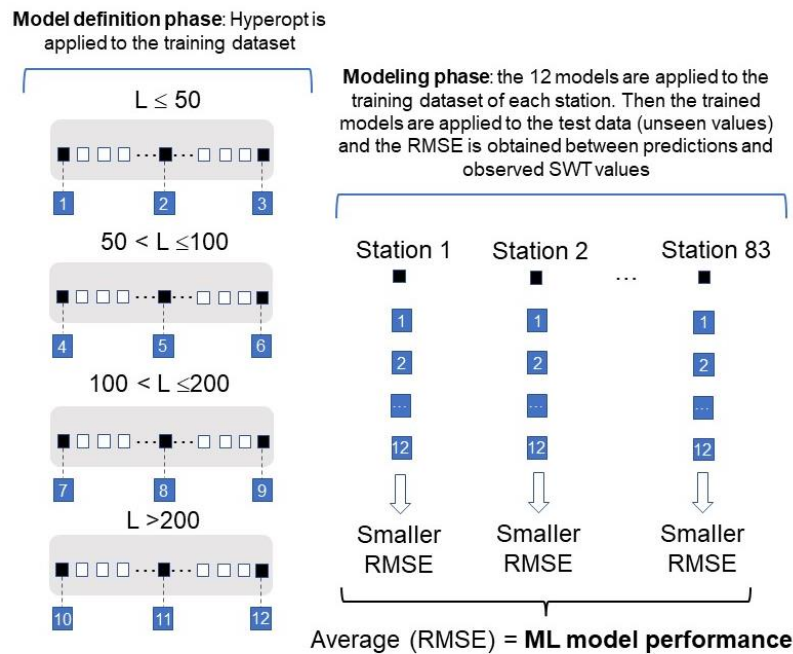 Model definition phase: Hyperopt is
applied to the training dataset
L ≤ 50
... ...
1 2 3
50 < L ≤100
... ...
4 5 6
100 < L ≤200
... ...
7 8 9
L >200
... ...
10 11 12
Modeling phase: the 12 models are applied to the
training dataset of each station. Then the trained
models are applied to the test data (unseen values)
and the RMSE is obtained between predictions and
observed SWT values
Station 1 Station 2 Station 83
...
1 1 1
2 2 2
... ... ...
12 12 12
Smaller Smaller Smaller
RMSE RMSE RMSE
Average (RMSE) = ML model performance